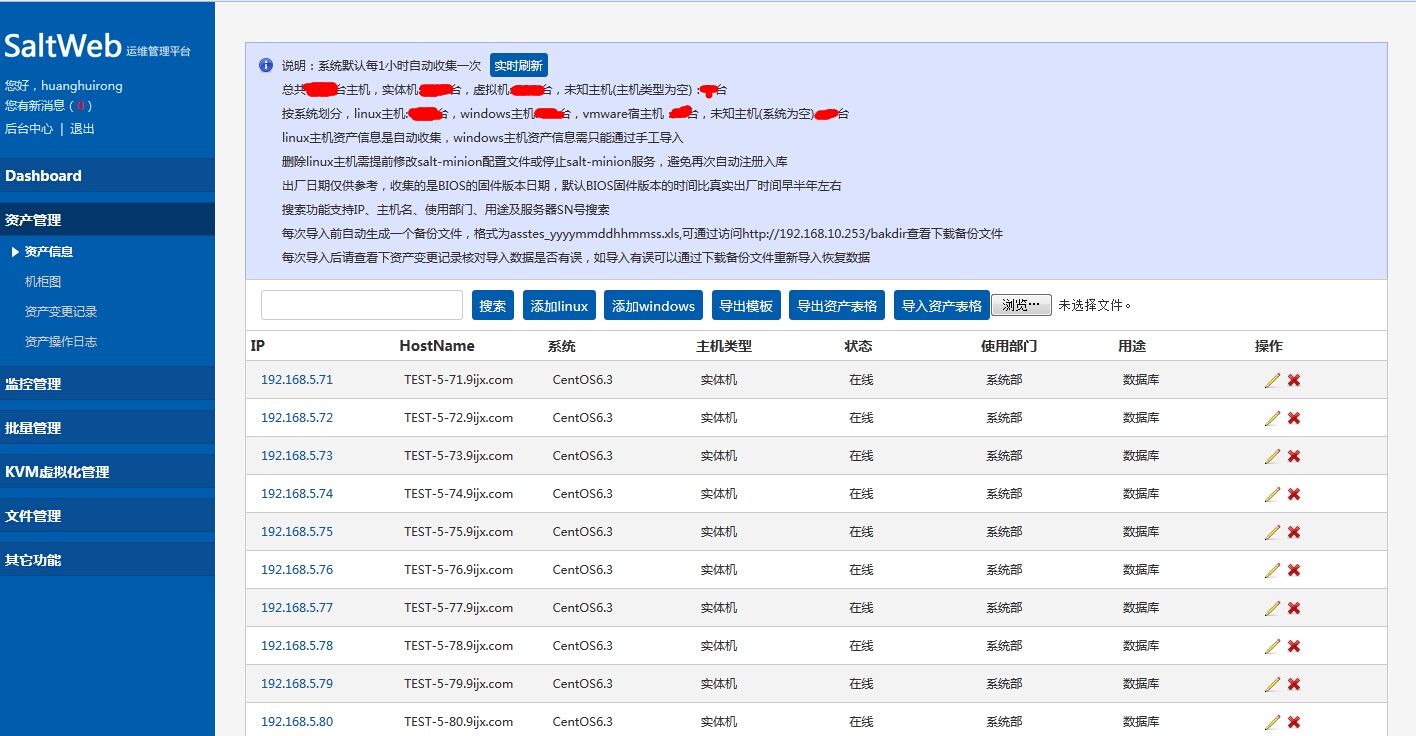 SaltWeb 运维管理平台
您好，huanghuirong
您有新消息 ( 0 )
后台中心 | 退出
Dashboard
资产管理
资产信息
机柜图
资产变更记录
资产操作日志
监控管理
批量管理
KVM虚拟化管理
文件管理
其它功能
说明：系统默认每1小时自动收集一次 实时刷新
总共台主机，实体机台，虚拟机台，未知主机(主机类型为空)：台
按系统划分，linux主机:台，windows主机台，vmware宿主机：台，未知主机(系统为空)台
linux主机资产信息是自动收集，windows主机资产信息需只能通过手工导入
删除linux主机需提前修改salt-minion配置文件或停止salt-minion服务，避免再次自动注册入库
出厂日期仅供参考，收集的是BIOS的固件版本日期，默认BIOS固件版本的时间比真实出厂时间早半年左右
搜索功能支持IP、主机名、使用部门、用途及服务器SN号搜索
每次导入前自动生成一个备份文件，格式为asstes_yyyymmddhhmmss.xls,可通过访问http://192.168.10.253/bakdir查看下载备份文件
每次导入后请查看下资产变更记录核对导入数据是否有误，如导入有误可以通过下载备份文件重新导入恢复数据
搜索 添加linux 添加windows 导出模板 导出资产表格 导入资产表格 浏览… 未选择文件。
IP HostName 系统 主机类型 状态 使用部门 用途 操作
192.168.5.71 TEST-5-71.9ijx.com CentOS6.3 实体机 在线 系统部 数据库
192.168.5.72 TEST-5-72.9ijx.com CentOS6.3 实体机 在线 系统部 数据库
192.168.5.73 TEST-5-73.9ijx.com CentOS6.3 实体机 在线 系统部 数据库
192.168.5.74 TEST-5-74.9ijx.com CentOS6.3 实体机 在线 系统部 数据库
192.168.5.75 TEST-5-75.9ijx.com CentOS6.3 实体机 在线 系统部 数据库
192.168.5.76 TEST-5-76.9ijx.com CentOS6.3 实体机 在线 系统部 数据库
192.168.5.77 TEST-5-77.9ijx.com CentOS6.3 实体机 在线 系统部 数据库
192.168.5.78 TEST-5-78.9ijx.com CentOS6.3 实体机 在线 系统部 数据库
192.168.5.79 TEST-5-79.9ijx.com CentOS6.3 实体机 在线 系统部 数据库
192.168.5.80 TEST-5-80.9ijx.com CentOS6.3 实体机 在线 系统部 数据库